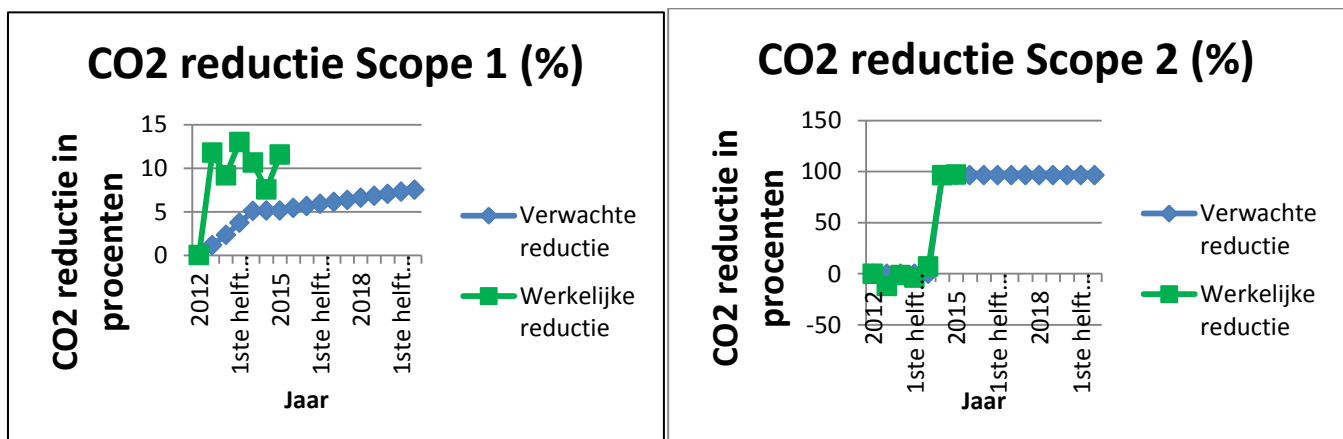 CO2 reductie Scope 1 (%)
CO2 reductie in
procenten
15
10
5
0
2012
1ste helft...
2015
1ste helft...
2018
1ste helft...
Jaar
Verwachte
reductie
Werkelijke
reductie
CO2 reductie Scope 2 (%)
CO2 reductie in
procenten
150
100
50
0
-50
2012
1ste helft...
2015
1ste helft...
2018
1ste helft...
Jaar
Verwachte
reductie
Werkelijke
reductie